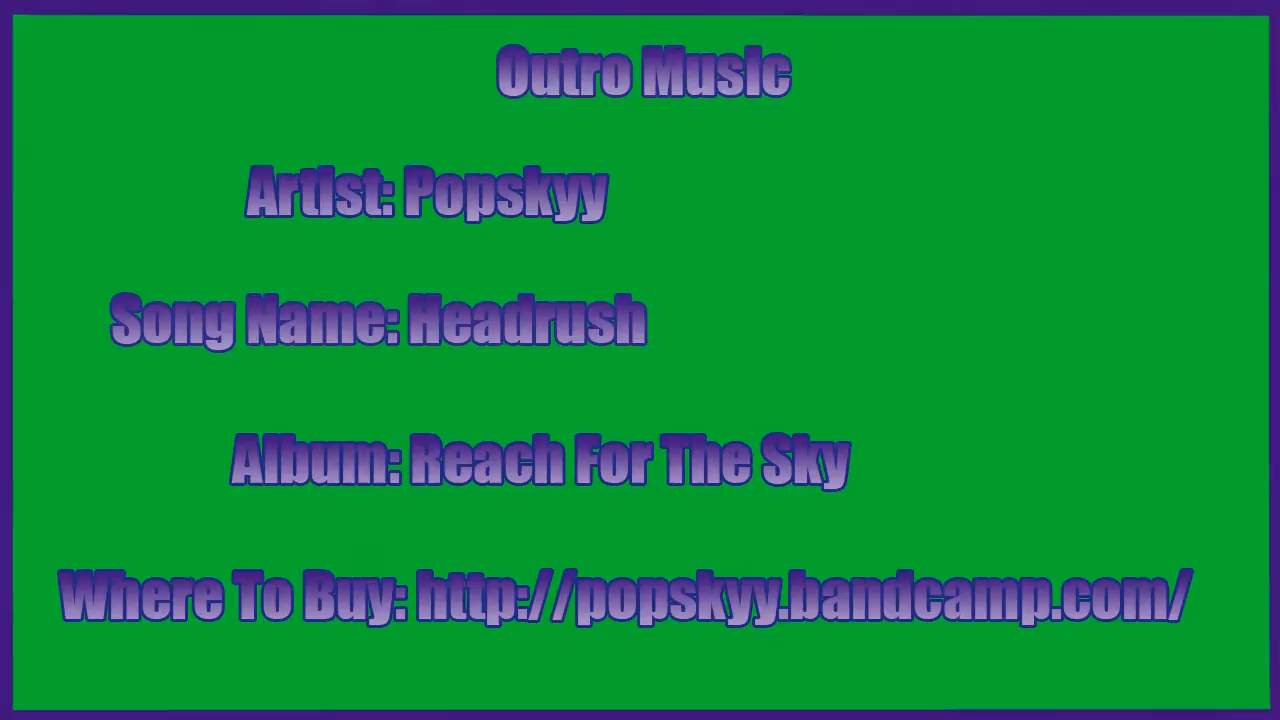 Outro Music
Artist: Popskyy
Song Name: Headrush
Album: Reach For The Sky
Where To Buy: http://popskyy.bandcamp.com/